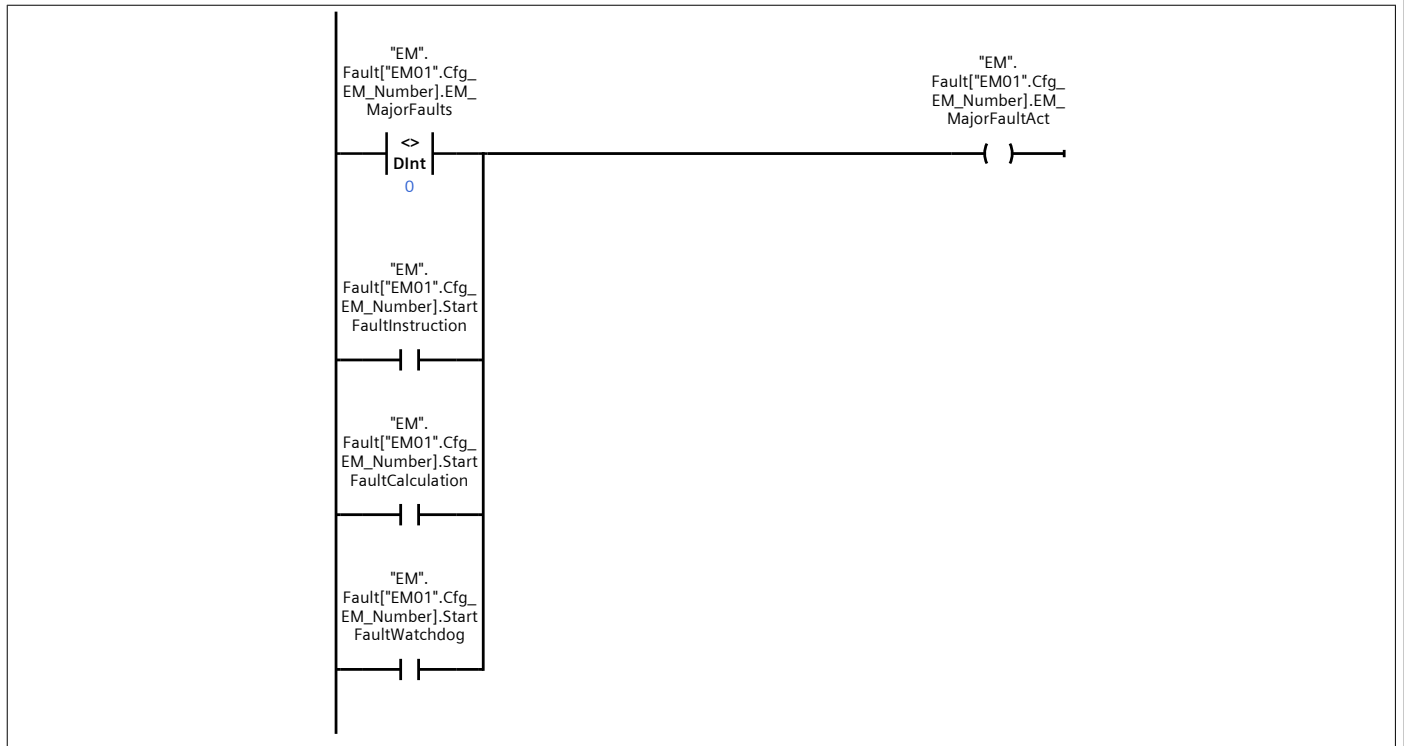 "EM".
Fault["EM01".Cfg_
EM_Number].EM_
MajorFaults
<>
DInt
0
"EM".
Fault["EM01".Cfg_
EM_Number].EM_
MajorFaultAct
"EM".
Fault["EM01".Cfg_
EM_Number].Start
FaultInstruction
"EM".
Fault["EM01".Cfg_
EM_Number].Start
FaultCalculation
"EM".
Fault["EM01".Cfg_
EM_Number].Start
FaultWatchdog